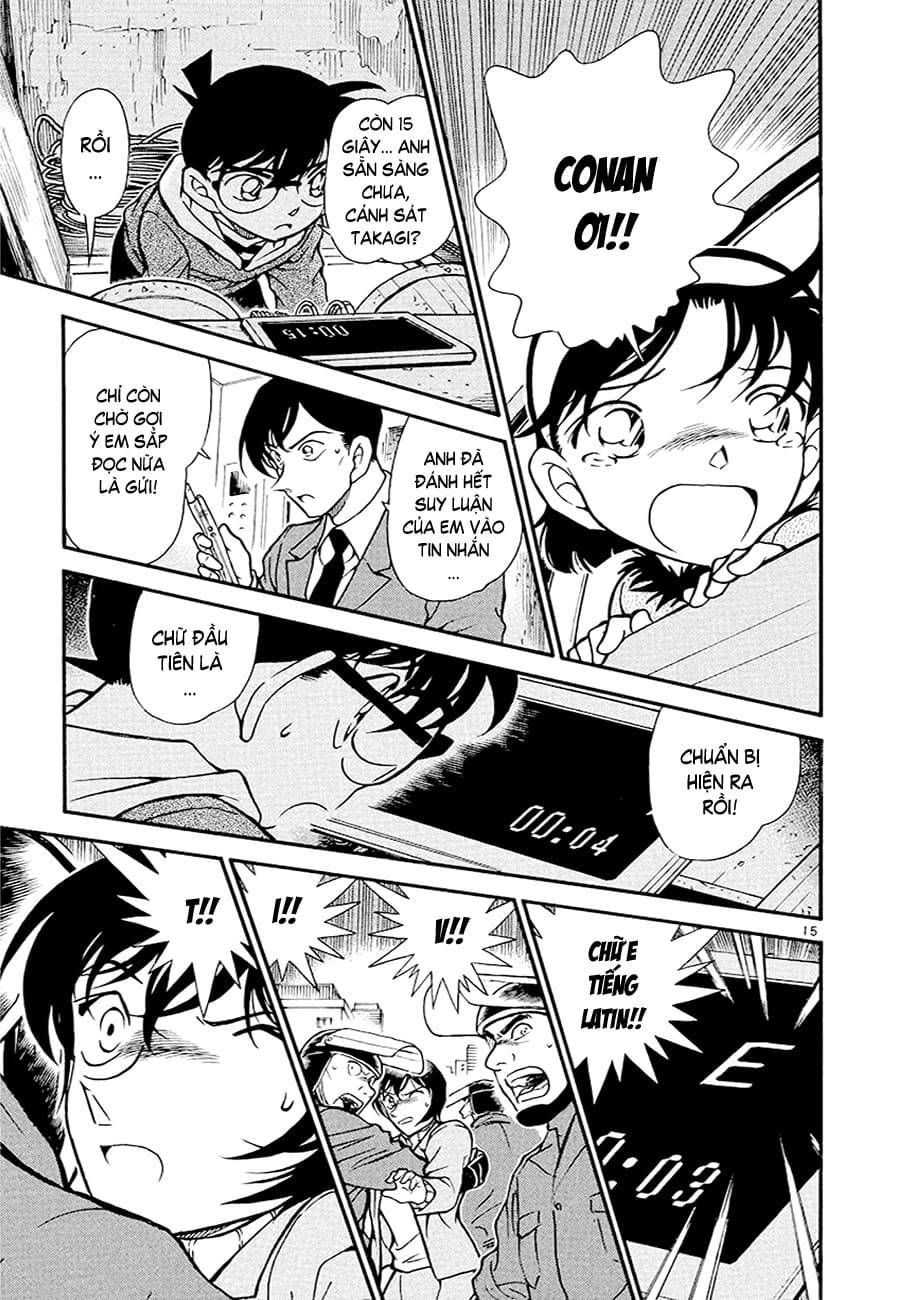 CONAN
ƠI!!
CÒN 15
GIÂY... ANH
SẴN SÀNG
CHƯA,
CẢNH SÁT
TAKAGI?
RỒI
...
00:15
ANH ĐÃ
ĐÁNH HẾT
SUY LUẬN
CỦA EM VÀO
TIN NHẮN
...
CHỈ CÒN
CHỜ GỢI
Ý EM SẮP
ĐỌC NỮA
LÀ GỬI!
CHUẨN BỊ
HIỆN RA
RỒI!
00:04
CHỮ ĐẦU
TIÊN LÀ
...
15
CHỮ E
TIẾNG
LATIN!!
E
0:03
V!!
I!!
T!!